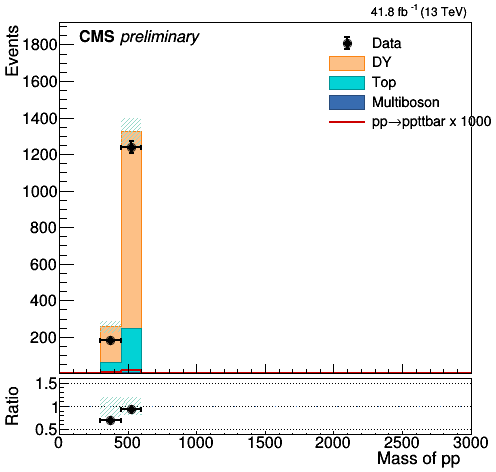 41.8 fb⁻¹ (13 TeV)
CMS preliminary
Events
1800
1600
1400
1200
1000
800
600
400
200
Data
DY
Top
Multiboson
pp→ppttbar x 1000
Ratio
1.5
1
0.5
0 500 1000 1500 2000 2500 3000
Mass of pp